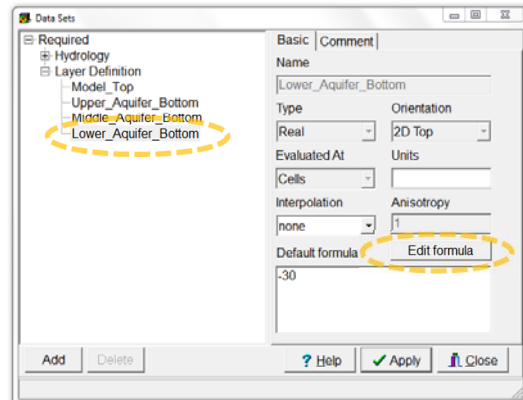 Data Sets
Required
Hydrology
Layer Definition
Model_Top
Upper_Aquifer_Bottom
Middle_Aquifer_Bottom
Lower_Aquifer_Bottom
Basic Comment
Name
Lower_Aquifer_Bottom
Type Orientation
Real 2D Top
Evaluated At Units
Cells
Interpolation Anisotropy
none 1
Default formula Edit formula
-30
Add Delete ? Help Apply Close